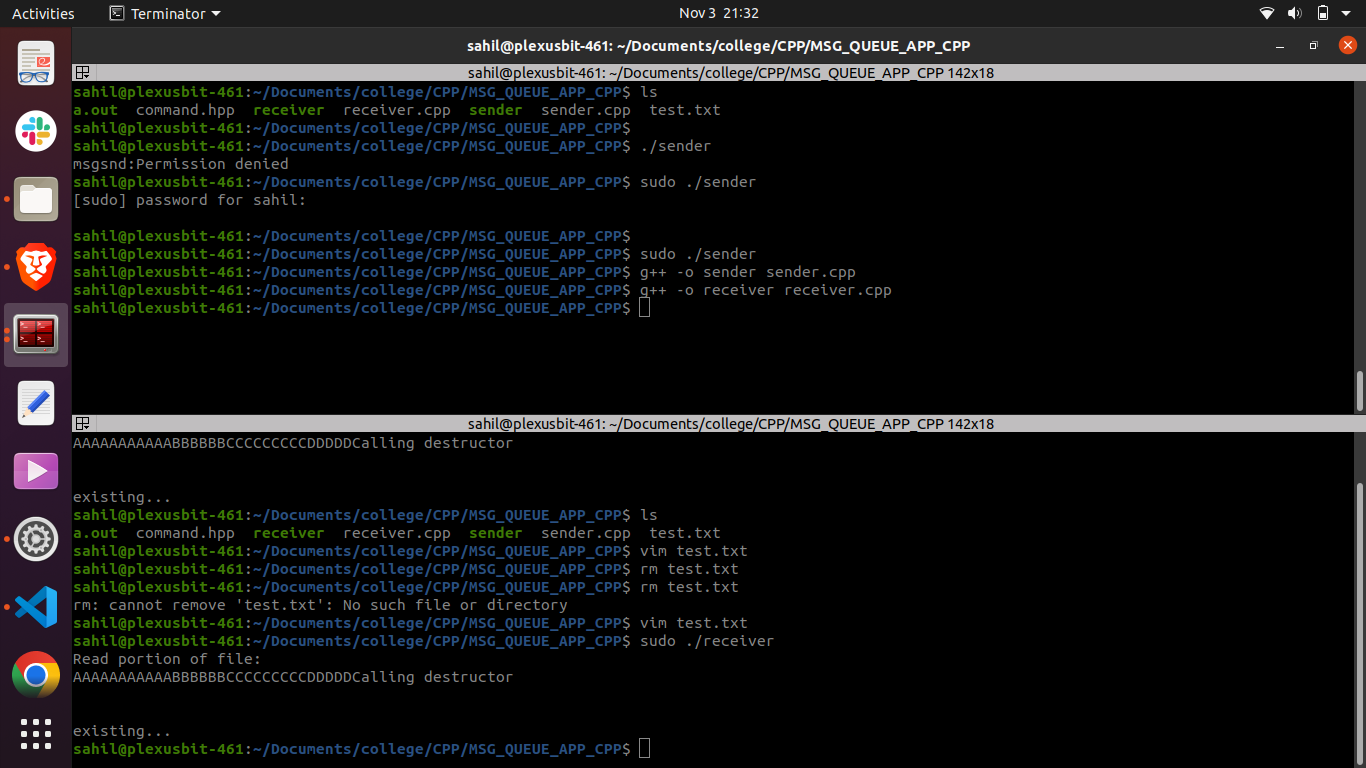 Activities
Terminator
Nov 3 21:32
sahil@plexusbit-461: ~/Documents/college/CPP/MSG_QUEUE_APP_CPP
sahil@plexusbit-461: ~/Documents/college/CPP/MSG_QUEUE_APP_CPP 142x18
sahil@plexusbit-461:~/Documents/college/CPP/MSG_QUEUE_APP_CPP$ ls
a.out  command.hpp  receiver  receiver.cpp  sender  sender.cpp  test.txt
sahil@plexusbit-461:~/Documents/college/CPP/MSG_QUEUE_APP_CPP$
sahil@plexusbit-461:~/Documents/college/CPP/MSG_QUEUE_APP_CPP$ ./sender
msgsnd:Permission denied
sahil@plexusbit-461:~/Documents/college/CPP/MSG_QUEUE_APP_CPP$ sudo ./sender
[sudo] password for sahil:
sahil@plexusbit-461:~/Documents/college/CPP/MSG_QUEUE_APP_CPP$
sahil@plexusbit-461:~/Documents/college/CPP/MSG_QUEUE_APP_CPP$ sudo ./sender
sahil@plexusbit-461:~/Documents/college/CPP/MSG_QUEUE_APP_CPP$ g++ -o sender sender.cpp
sahil@plexusbit-461:~/Documents/college/CPP/MSG_QUEUE_APP_CPP$ g++ -o receiver receiver.cpp
sahil@plexusbit-461:~/Documents/college/CPP/MSG_QUEUE_APP_CPP$
sahil@plexusbit-461: ~/Documents/college/CPP/MSG_QUEUE_APP_CPP 142x18
AAAAAAAAAAABBBBBBCCCCCCCCCDDDDDCalling destructor
existing...
sahil@plexusbit-461:~/Documents/college/CPP/MSG_QUEUE_APP_CPP$ ls
a.out  command.hpp  receiver  receiver.cpp  sender  sender.cpp  test.txt
sahil@plexusbit-461:~/Documents/college/CPP/MSG_QUEUE_APP_CPP$ vim test.txt
sahil@plexusbit-461:~/Documents/college/CPP/MSG_QUEUE_APP_CPP$ rm test.txt
sahil@plexusbit-461:~/Documents/college/CPP/MSG_QUEUE_APP_CPP$ rm test.txt
rm: cannot remove 'test.txt': No such file or directory
sahil@plexusbit-461:~/Documents/college/CPP/MSG_QUEUE_APP_CPP$ vim test.txt
sahil@plexusbit-461:~/Documents/college/CPP/MSG_QUEUE_APP_CPP$ sudo ./receiver
Read portion of file:
AAAAAAAAAAABBBBBBCCCCCCCCCDDDDDCalling destructor
existing...
sahil@plexusbit-461:~/Documents/college/CPP/MSG_QUEUE_APP_CPP$